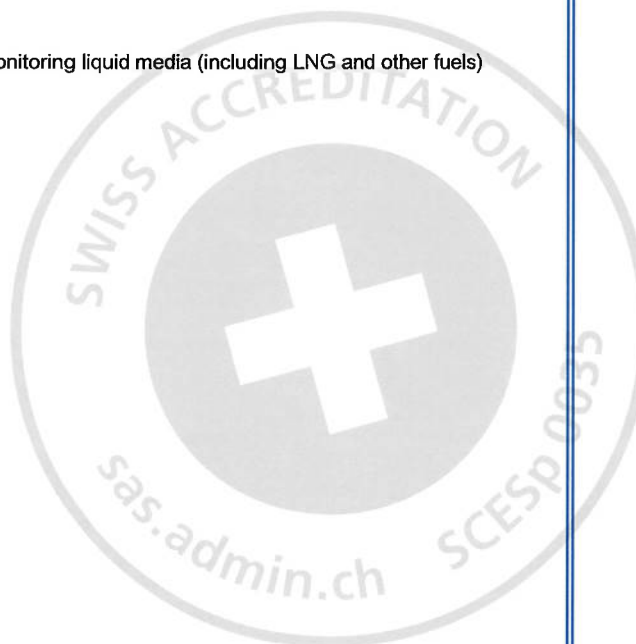 onitoring liquid media (including LNG and other fuels)
SWISS ACCREDITATION
sas.admin.ch
SCESp 0035